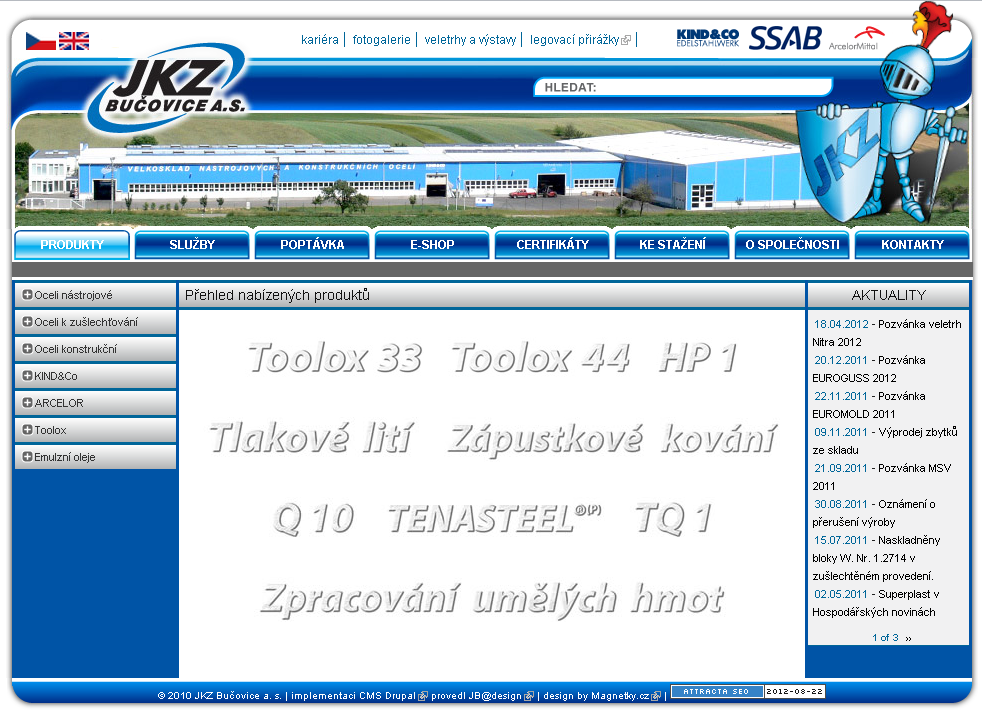 kariéra | fotogalerie | veletrhy a výstavy | legovací přirážky |
KIND&CO
EDELSTAHLWERK
SSAB
ArcelorMittal
JKZ
BUČOVICE A.S.
HLEDAT:
VELKOSKLAD NÁSTROJOVÝCH A KONSTRUKČNÍCH OCELÍ
JKZ
PRODUKTY
SLUŽBY
POPTÁVKA
E-SHOP
CERTIFIKÁTY
KE STAŽENÍ
O SPOLEČNOSTI
KONTAKTY
Oceli nástrojové
Oceli k zušlechťování
Oceli konstrukční
KIND&Co
ARCELOR
Toolox
Emulzní oleje
Přehled nabízených produktů
Toolox 33 Toolox 44 HP 1
Tlakové lití Zápustkové kování
Q 10 TENASTEEL®(P) TQ 1
Zpracování umělých hmot
AKTUALITY
18.04.2012 - Pozvánka veletrh
Nitra 2012
20.12.2011 - Pozvánka
EUROGUSS 2012
22.11.2011 - Pozvánka
EUROMOLD 2011
09.11.2011 - Výprodej zbytků
ze skladu
21.09.2011 - Pozvánka MSV
2011
30.08.2011 - Oznámení o
přerušení výroby
15.07.2011 - Naskladněny
bloky W. Nr. 1.2714 v
zušlechtěném provedení.
02.05.2011 - Superplast v
Hospodářských novinách
1 of 3 ››
© 2010 JKZ Bučovice a. s. | implementaci CMS Drupal provedl JB@design | design by Magnetky.cz | ATTRACTA SEO 2012-08-22